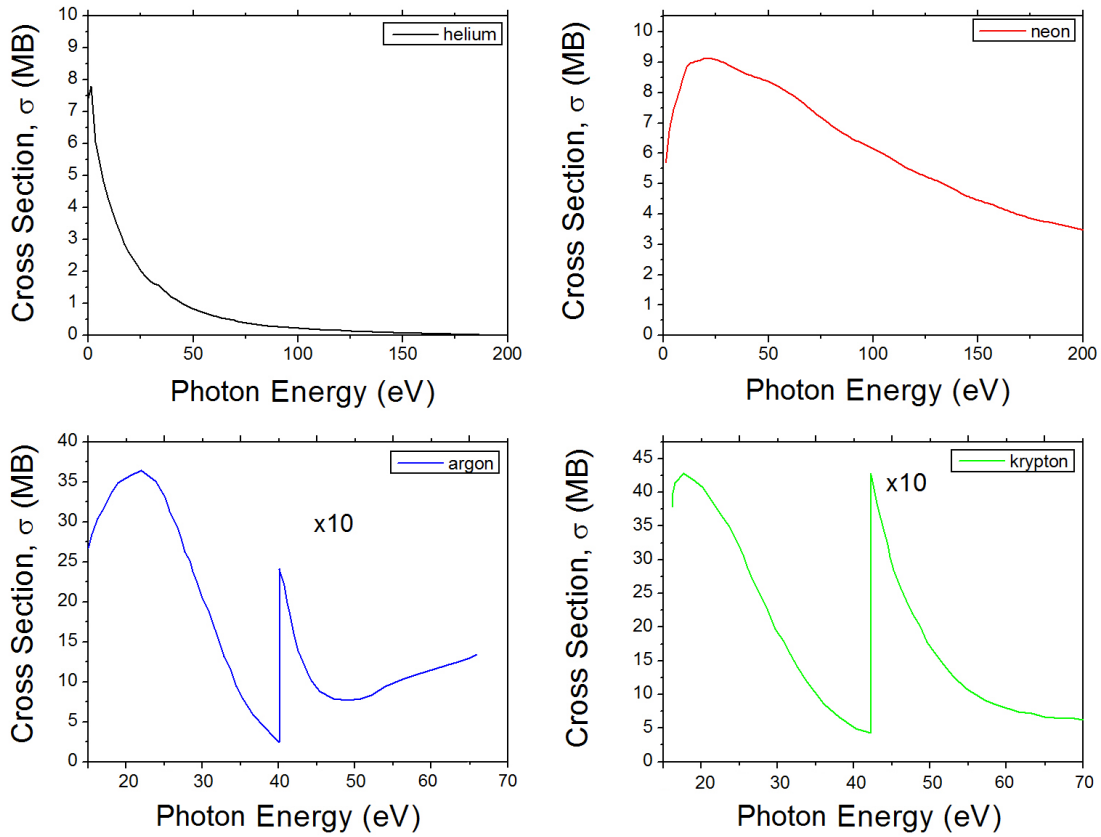 helium
Cross Section, σ (MB)
10
9
8
7
6
5
4
3
2
1
0
0 50 100 150 200
Photon Energy (eV)
neon
Cross Section, σ (MB)
10
9
8
7
6
5
4
3
2
1
0
0 50 100 150 200
Photon Energy (eV)
argon
x10
Cross Section, σ (MB)
40
35
30
25
20
15
10
5
0
20 30 40 50 60 70
Photon Energy (eV)
krypton
x10
Cross Section, σ (MB)
45
40
35
30
25
20
15
10
5
0
20 30 40 50 60 70
Photon Energy (eV)